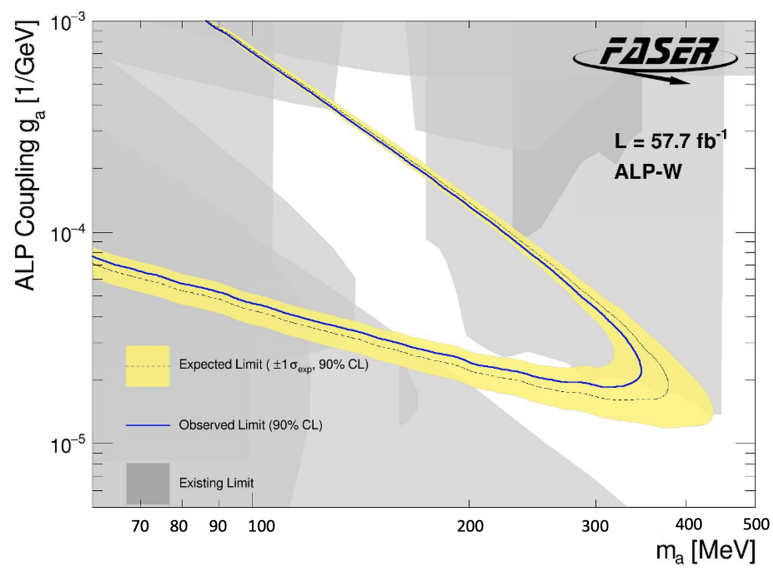 10⁻³
FASER
L = 57.7 fb⁻¹
ALP-W
ALP Coupling gₐ [1/GeV]
10⁻⁴
Expected Limit ( ±1σₑₓₚ, 90% CL)
Observed Limit (90% CL)
10⁻⁵
Existing Limit
70 80 90 100 200 300 400 500
mₐ [MeV]